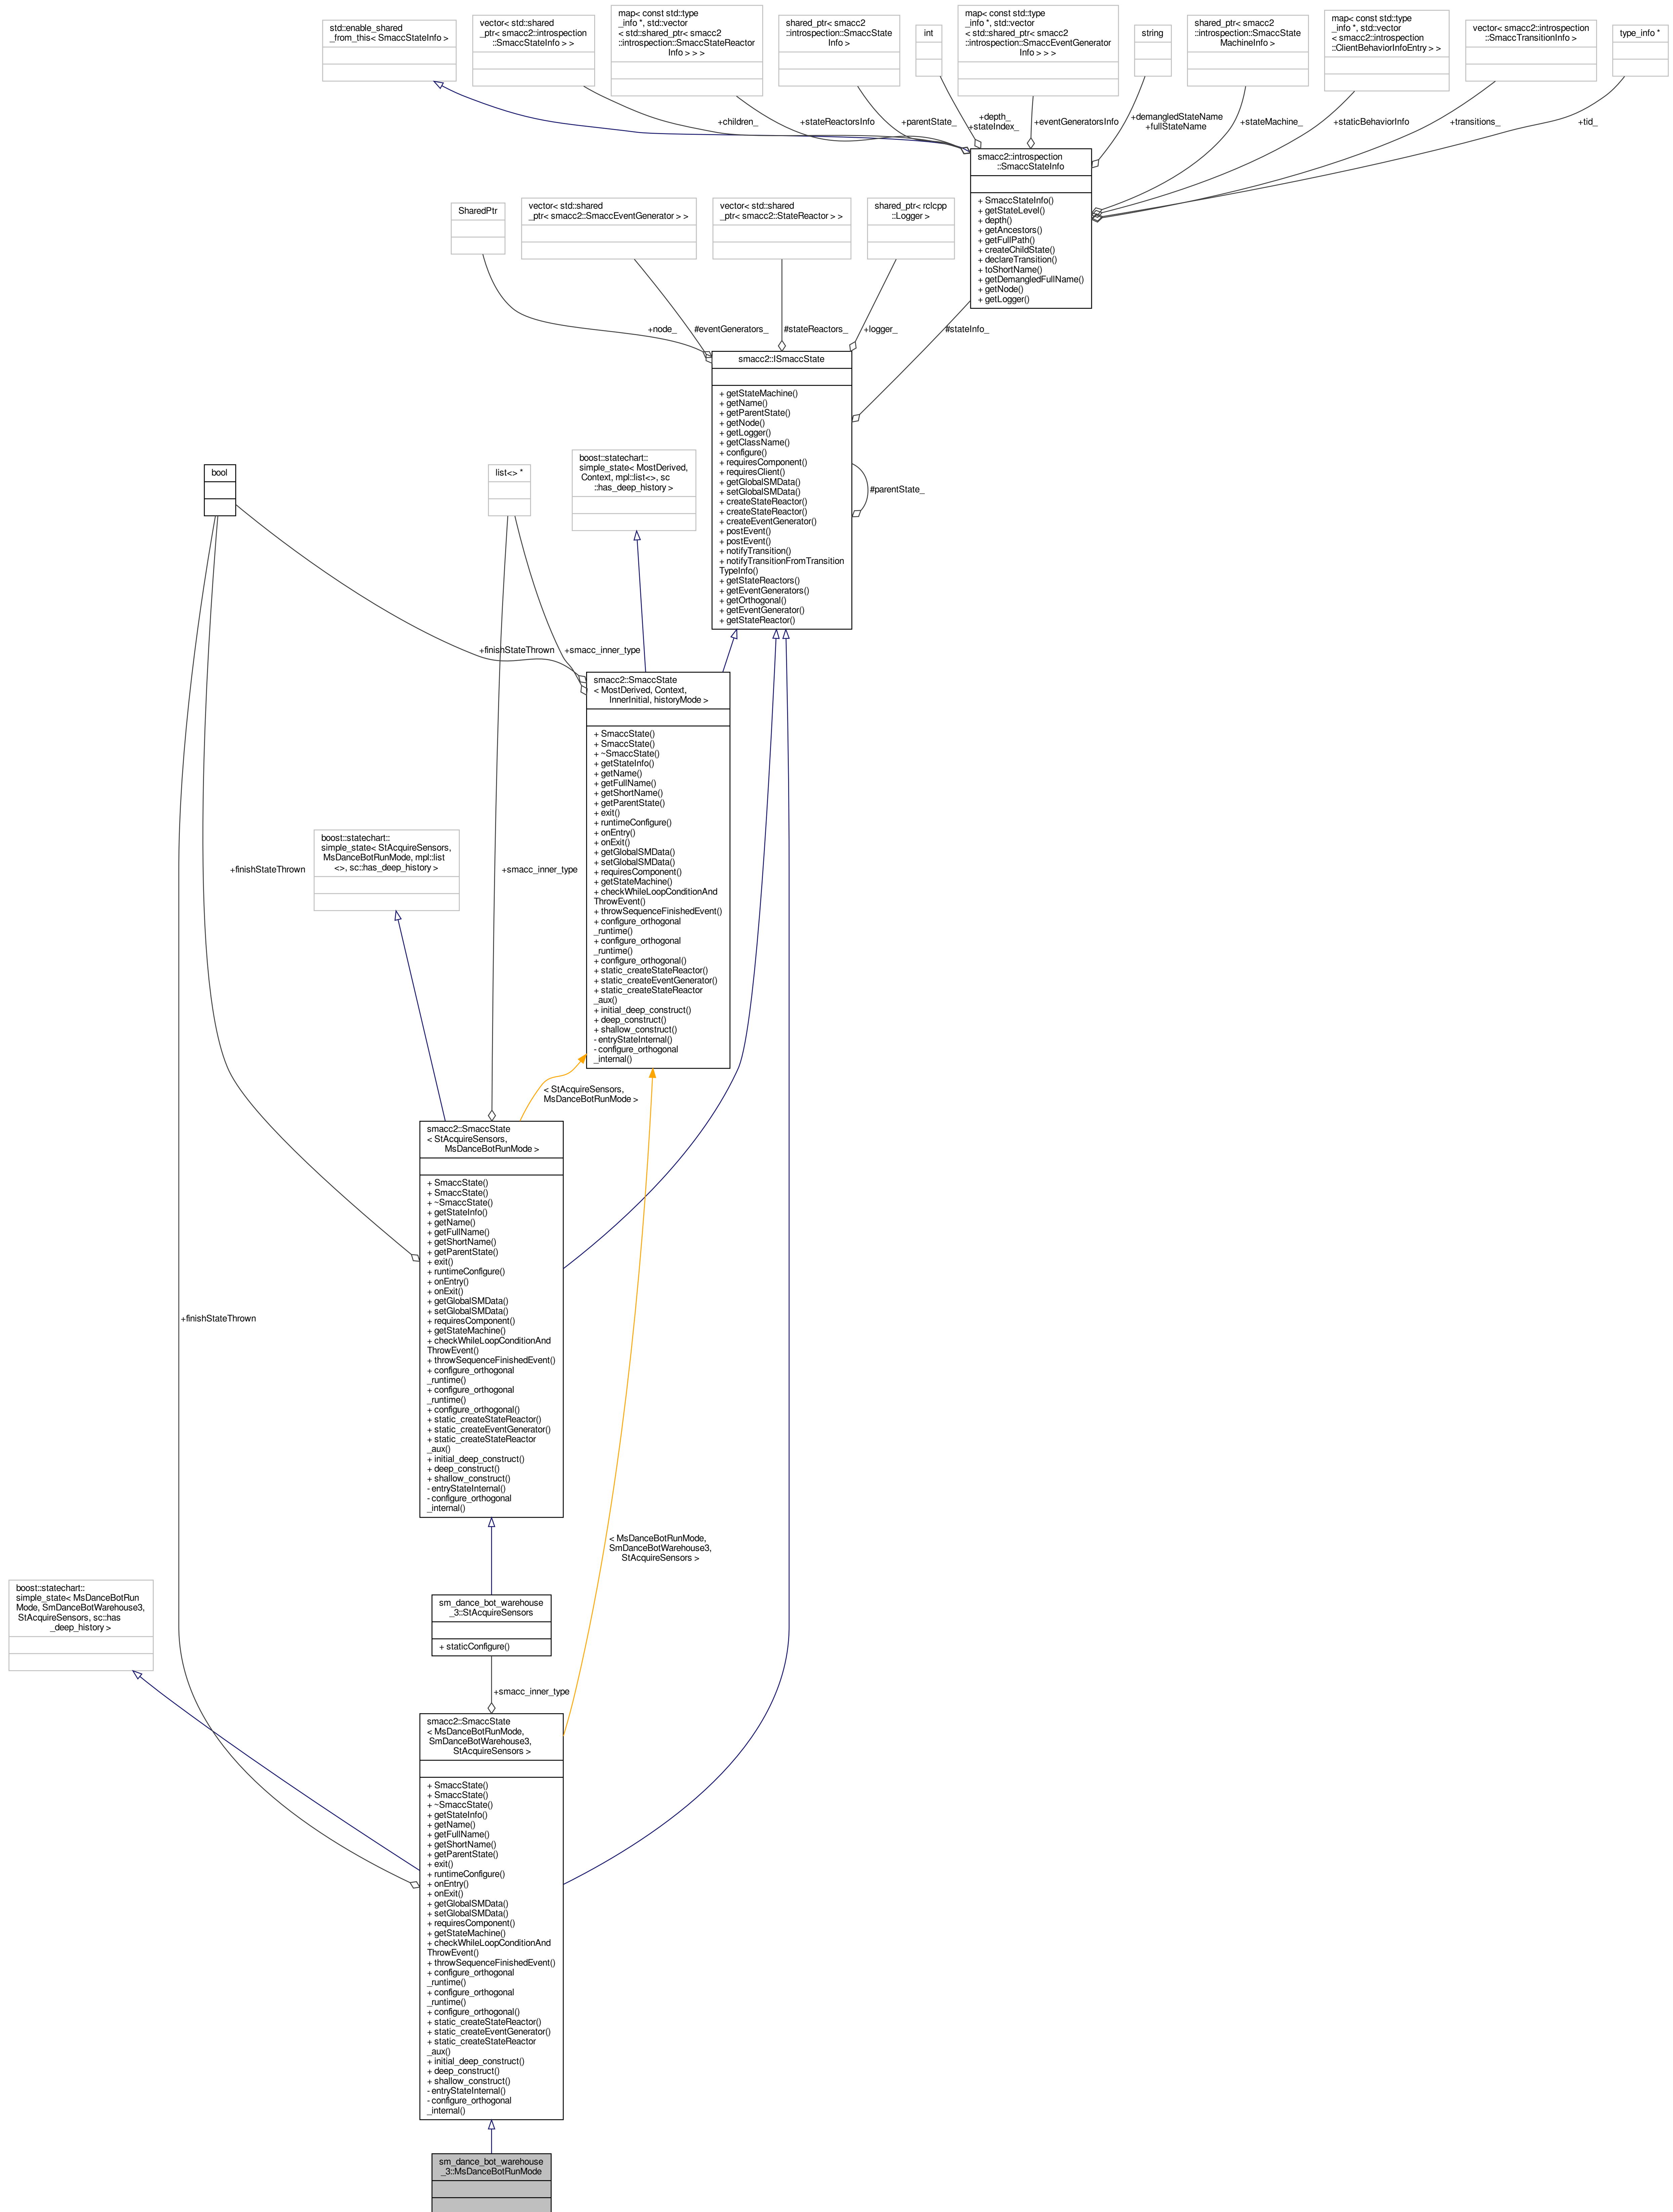 std::enable_shared
_from_this< SmaccStateInfo >
vector< std::shared
_ptr< smacc2::introspection
::SmaccStateInfo > >
map< const std::type
_info *, std::vector
< std::shared_ptr< smacc2
::introspection::SmaccStateReactor
Info > > >
shared_ptr< smacc2
::introspection::SmaccState
Info >
int
map< const std::type
_info *, std::vector
< std::shared_ptr< smacc2
::introspection::SmaccEventGenerator
Info > > >
string
shared_ptr< smacc2
::introspection::SmaccState
MachineInfo >
map< const std::type
_info *, std::vector
< smacc2::introspection
::ClientBehaviorInfoEntry > >
vector< smacc2::introspection
::SmaccTransitionInfo >
type_info *
+children_
+stateReactorsInfo
+parentState_
+depth_
+stateIndex_
+eventGeneratorsInfo
+demangledStateName
+fullStateName
+stateMachine_
+staticBehaviorInfo
+transitions_
+tid_
smacc2::introspection
::SmaccStateInfo
+ SmaccStateInfo()
+ getStateLevel()
+ depth()
+ getAncestors()
+ getFullPath()
+ createChildState()
+ declareTransition()
+ toShortName()
+ getDemangledFullName()
+ getNode()
+ getLogger()
SharedPtr
vector< std::shared
_ptr< smacc2::SmaccEventGenerator > >
vector< std::shared
_ptr< smacc2::StateReactor > >
shared_ptr< rclcpp
::Logger >
+node_
#eventGenerators_
#stateReactors_
+logger_
#stateInfo_
smacc2::ISmaccState
+ getStateMachine()
+ getName()
+ getParentState()
+ getNode()
+ getLogger()
+ getClassName()
+ configure()
+ requiresComponent()
+ requiresClient()
+ getGlobalSMData()
+ setGlobalSMData()
+ createStateReactor()
+ createStateReactor()
+ createEventGenerator()
+ postEvent()
+ postEvent()
+ notifyTransition()
+ notifyTransitionFromTransition
TypeInfo()
+ getStateReactors()
+ getEventGenerators()
+ getOrthogonal()
+ getEventGenerator()
+ getStateReactor()
#parentState_
bool
list<> *
boost::statechart::
simple_state< MostDerived,
Context, mpl::list<>, sc
::has_deep_history >
+finishStateThrown
+smacc_inner_type
smacc2::SmaccState
< MostDerived, Context,
InnerInitial, historyMode >
+ SmaccState()
+ SmaccState()
+ ~SmaccState()
+ getStateInfo()
+ getName()
+ getFullName()
+ getShortName()
+ getParentState()
+ exit()
+ runtimeConfigure()
+ onEntry()
+ onExit()
+ getGlobalSMData()
+ setGlobalSMData()
+ requiresComponent()
+ getStateMachine()
+ checkWhileLoopConditionAnd
ThrowEvent()
+ throwSequenceFinishedEvent()
+ configure_orthogonal
_runtime()
+ configure_orthogonal
_runtime()
+ configure_orthogonal()
+ static_createStateReactor()
+ static_createEventGenerator()
+ static_createStateReactor
_aux()
+ initial_deep_construct()
+ deep_construct()
+ shallow_construct()
- entryStateInternal()
- configure_orthogonal
_internal()
boost::statechart::
simple_state< StAcquireSensors,
MsDanceBotRunMode, mpl::list
<>, sc::has_deep_history >
+finishStateThrown
+smacc_inner_type
< StAcquireSensors,
MsDanceBotRunMode >
smacc2::SmaccState
< StAcquireSensors,
MsDanceBotRunMode >
+ SmaccState()
+ SmaccState()
+ ~SmaccState()
+ getStateInfo()
+ getName()
+ getFullName()
+ getShortName()
+ getParentState()
+ exit()
+ runtimeConfigure()
+ onEntry()
+ onExit()
+ getGlobalSMData()
+ setGlobalSMData()
+ requiresComponent()
+ getStateMachine()
+ checkWhileLoopConditionAnd
ThrowEvent()
+ throwSequenceFinishedEvent()
+ configure_orthogonal
_runtime()
+ configure_orthogonal
_runtime()
+ configure_orthogonal()
+ static_createStateReactor()
+ static_createEventGenerator()
+ static_createStateReactor
_aux()
+ initial_deep_construct()
+ deep_construct()
+ shallow_construct()
- entryStateInternal()
- configure_orthogonal
_internal()
+finishStateThrown
< MsDanceBotRunMode,
SmDanceBotWarehouse3,
StAcquireSensors >
boost::statechart::
simple_state< MsDanceBotRun
Mode, SmDanceBotWarehouse3,
StAcquireSensors, sc::has
_deep_history >
sm_dance_bot_warehouse
_3::StAcquireSensors
+ staticConfigure()
+smacc_inner_type
smacc2::SmaccState
< MsDanceBotRunMode,
SmDanceBotWarehouse3,
StAcquireSensors >
+ SmaccState()
+ SmaccState()
+ ~SmaccState()
+ getStateInfo()
+ getName()
+ getFullName()
+ getShortName()
+ getParentState()
+ exit()
+ runtimeConfigure()
+ onEntry()
+ onExit()
+ getGlobalSMData()
+ setGlobalSMData()
+ requiresComponent()
+ getStateMachine()
+ checkWhileLoopConditionAnd
ThrowEvent()
+ throwSequenceFinishedEvent()
+ configure_orthogonal
_runtime()
+ configure_orthogonal
_runtime()
+ configure_orthogonal()
+ static_createStateReactor()
+ static_createEventGenerator()
+ static_createStateReactor
_aux()
+ initial_deep_construct()
+ deep_construct()
+ shallow_construct()
- entryStateInternal()
- configure_orthogonal
_internal()
sm_dance_bot_warehouse
_3::MsDanceBotRunMode